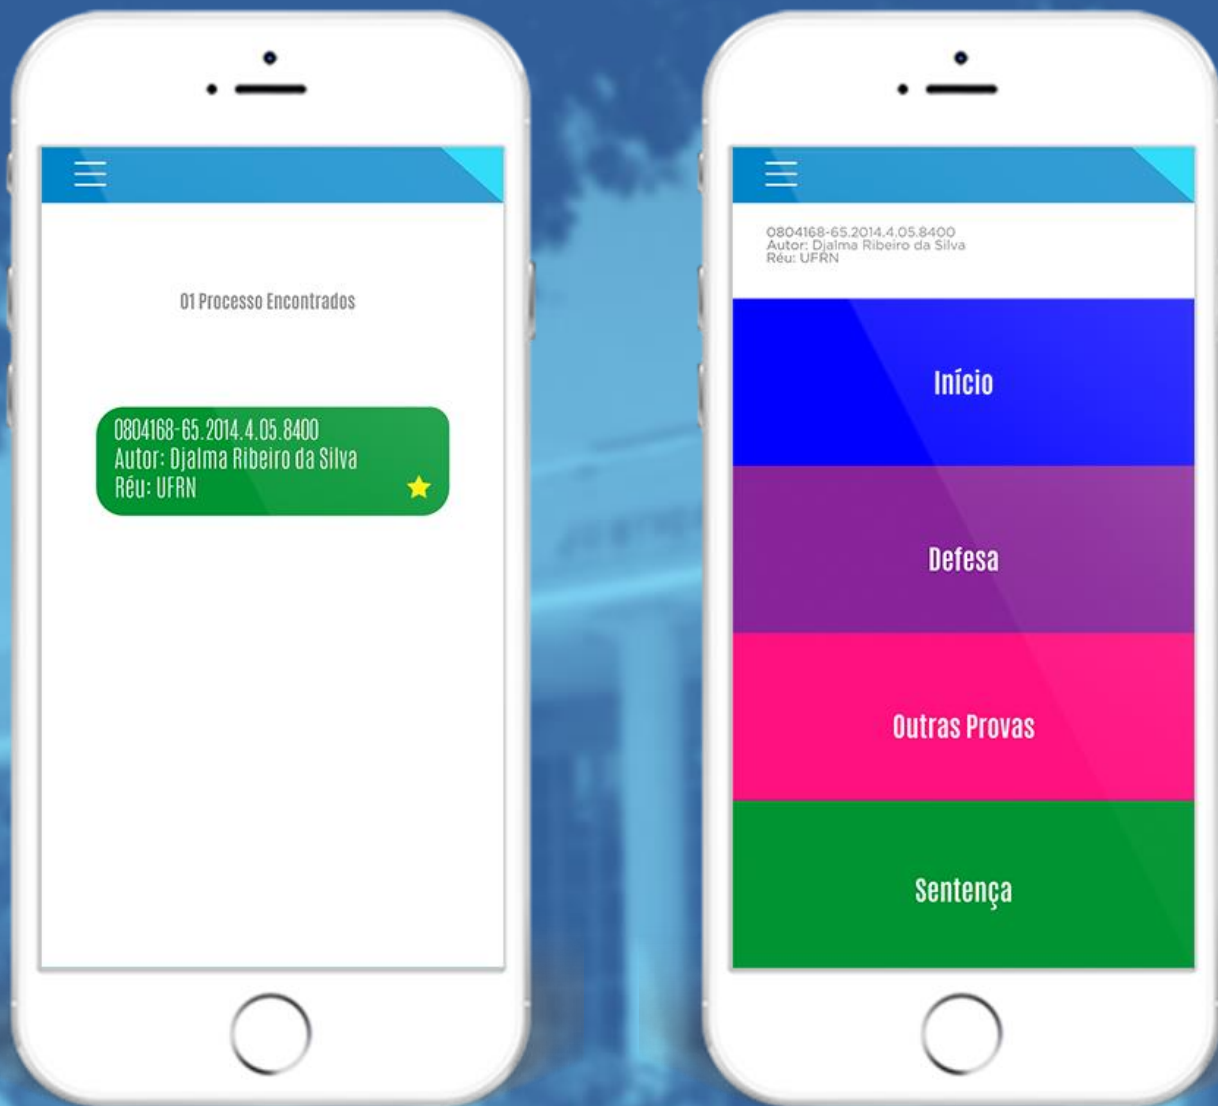 01 Processo Encontrados
0804168-65.2014.4.05.8400
Autor: Djalma Ribeiro da Silva
Réu: UFRN
0804168-65.2014.4.05.8400
Autor: Djalma Ribeiro da Silva
Réu: UFRN
Início
Defesa
Outras Provas
Sentença